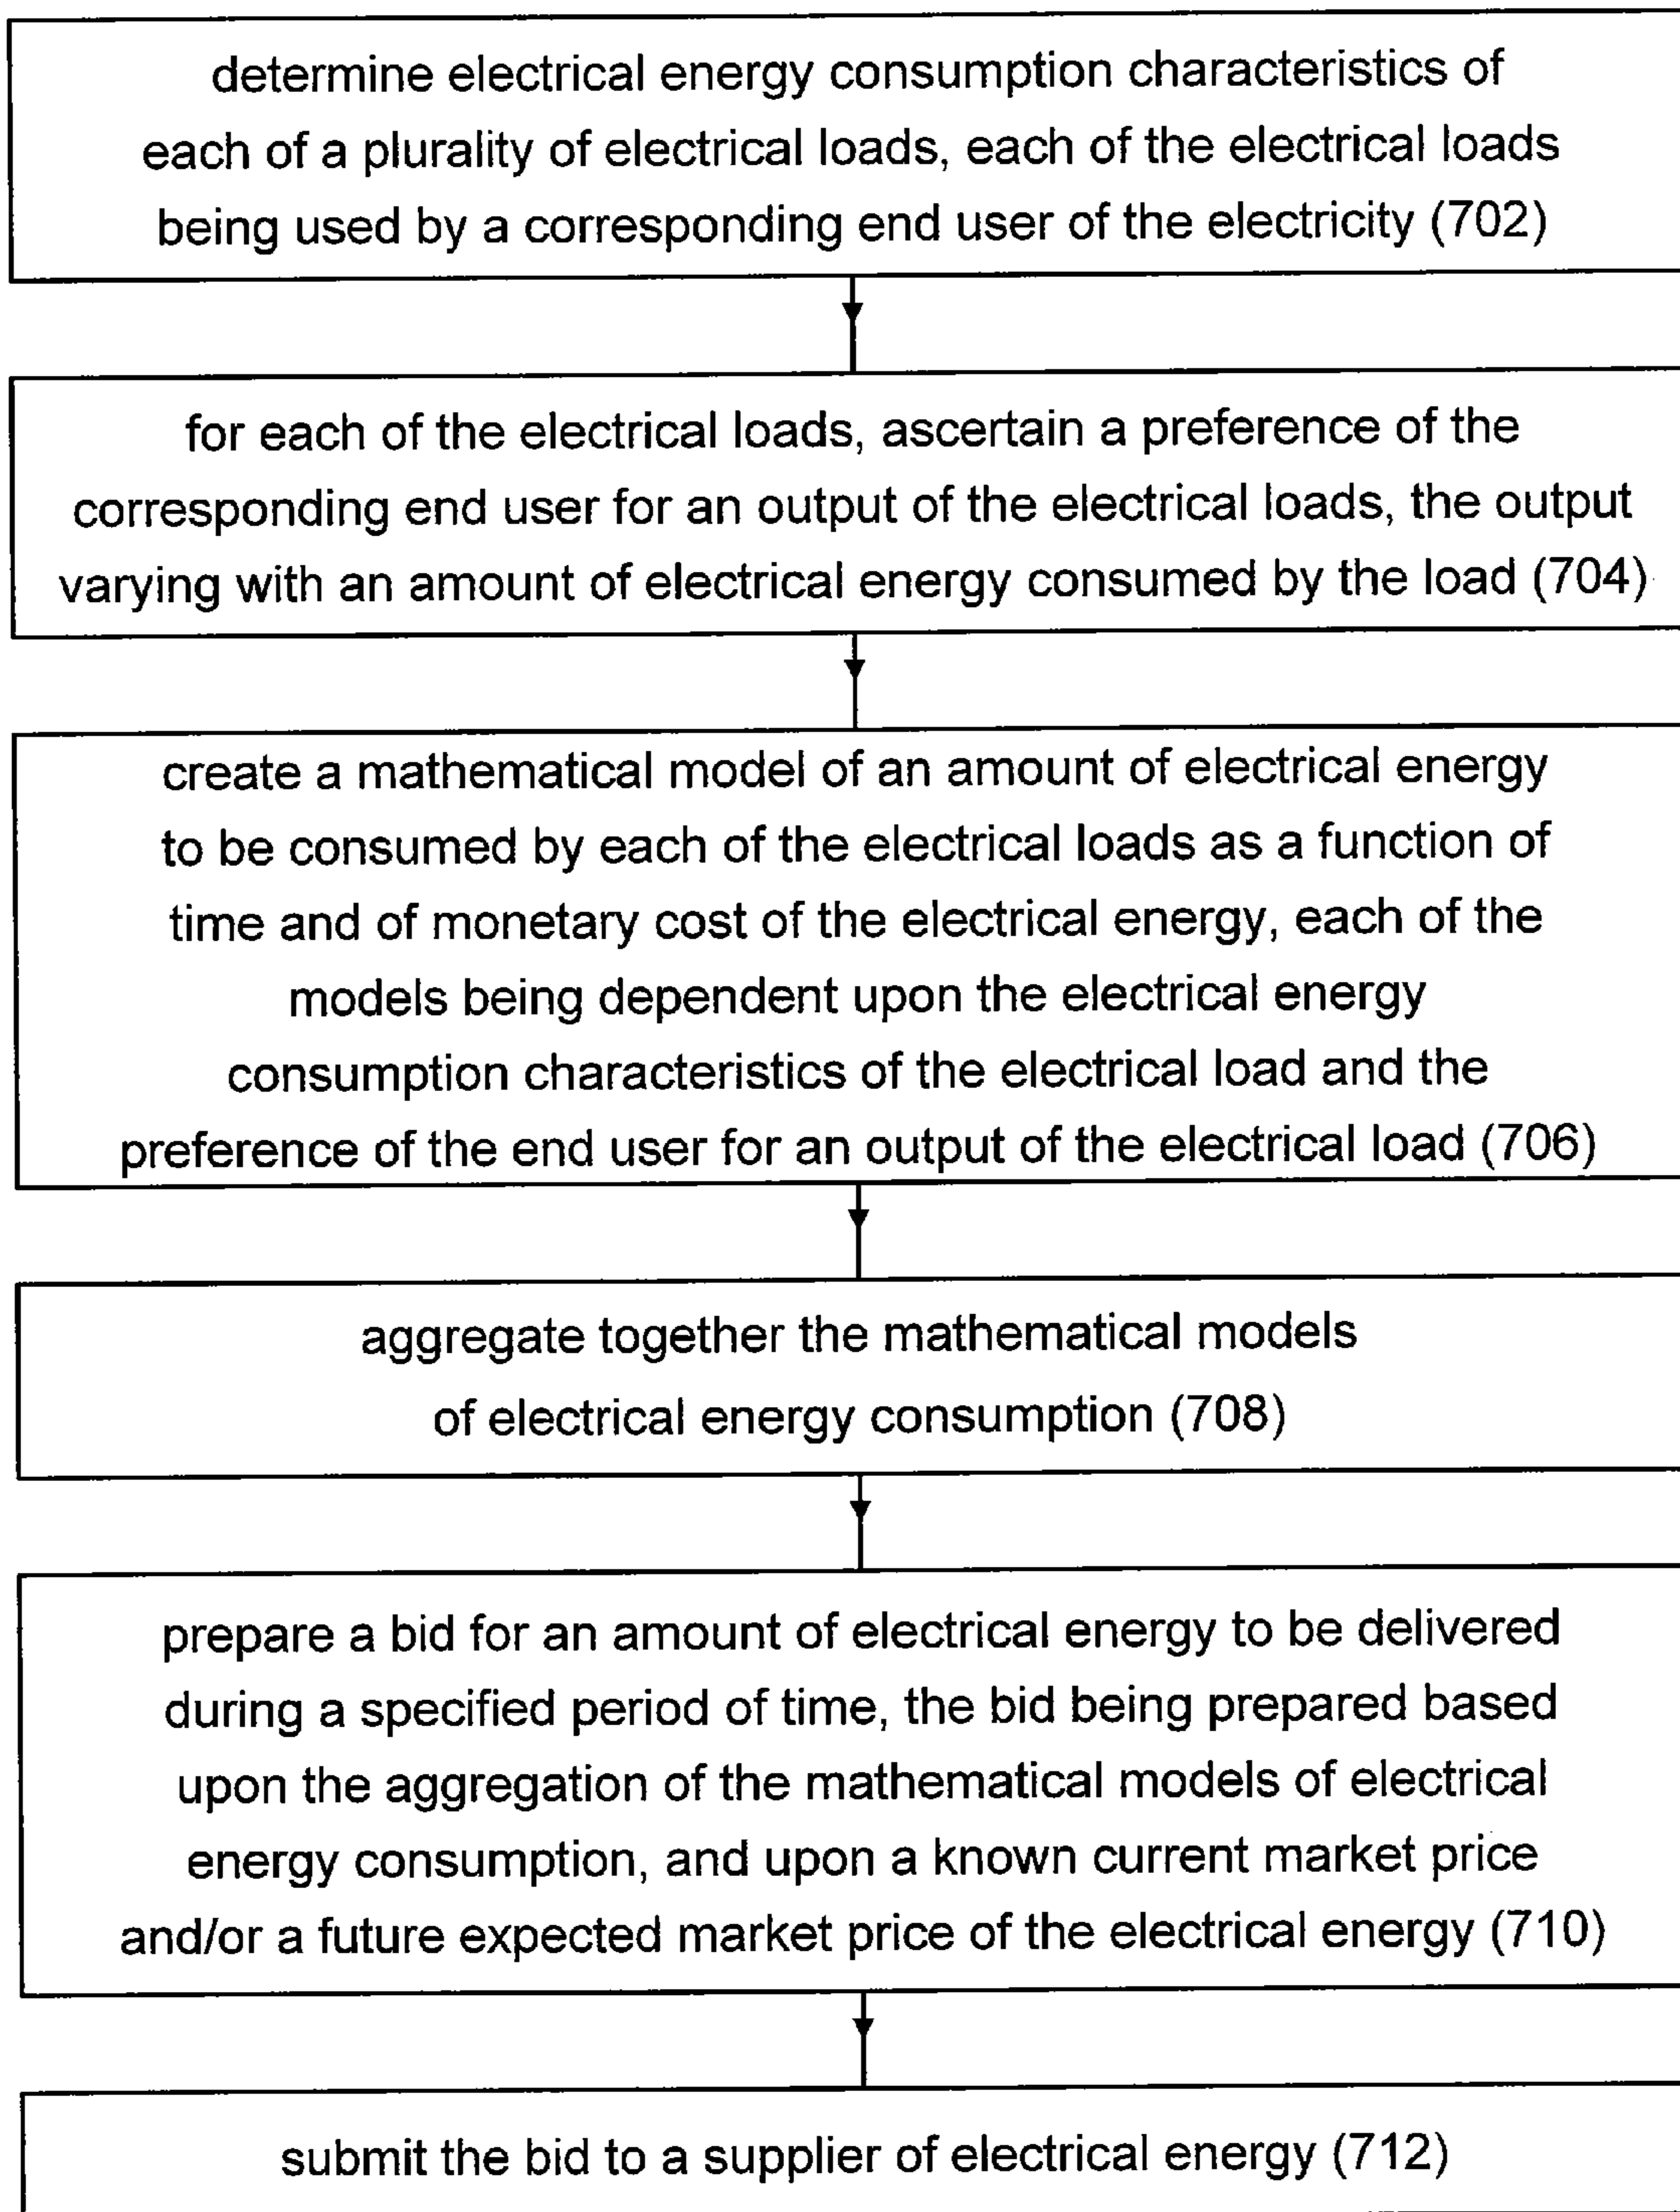 determine electrical energy consumption characteristics of
each of a plurality of electrical loads, each of the electrical loads
being used by a corresponding end user of the electricity (702)
for each of the electrical loads, ascertain a preference of the
corresponding end user for an output of the electrical loads, the output
varying with an amount of electrical energy consumed by the load (704)
create a mathematical model of an amount of electrical energy
to be consumed by each of the electrical loads as a function of
time and of monetary cost of the electrical energy, each of the
models being dependent upon the electrical energy
consumption characteristics of the electrical load and the
preference of the end user for an output of the electrical load (706)
aggregate together the mathematical models
of electrical energy consumption (708)
prepare a bid for an amount of electrical energy to be delivered
during a specified period of time, the bid being prepared based
upon the aggregation of the mathematical models of electrical
energy consumption, and upon a known current market price
and/or a future expected market price of the electrical energy (710)
submit the bid to a supplier of electrical energy (712)